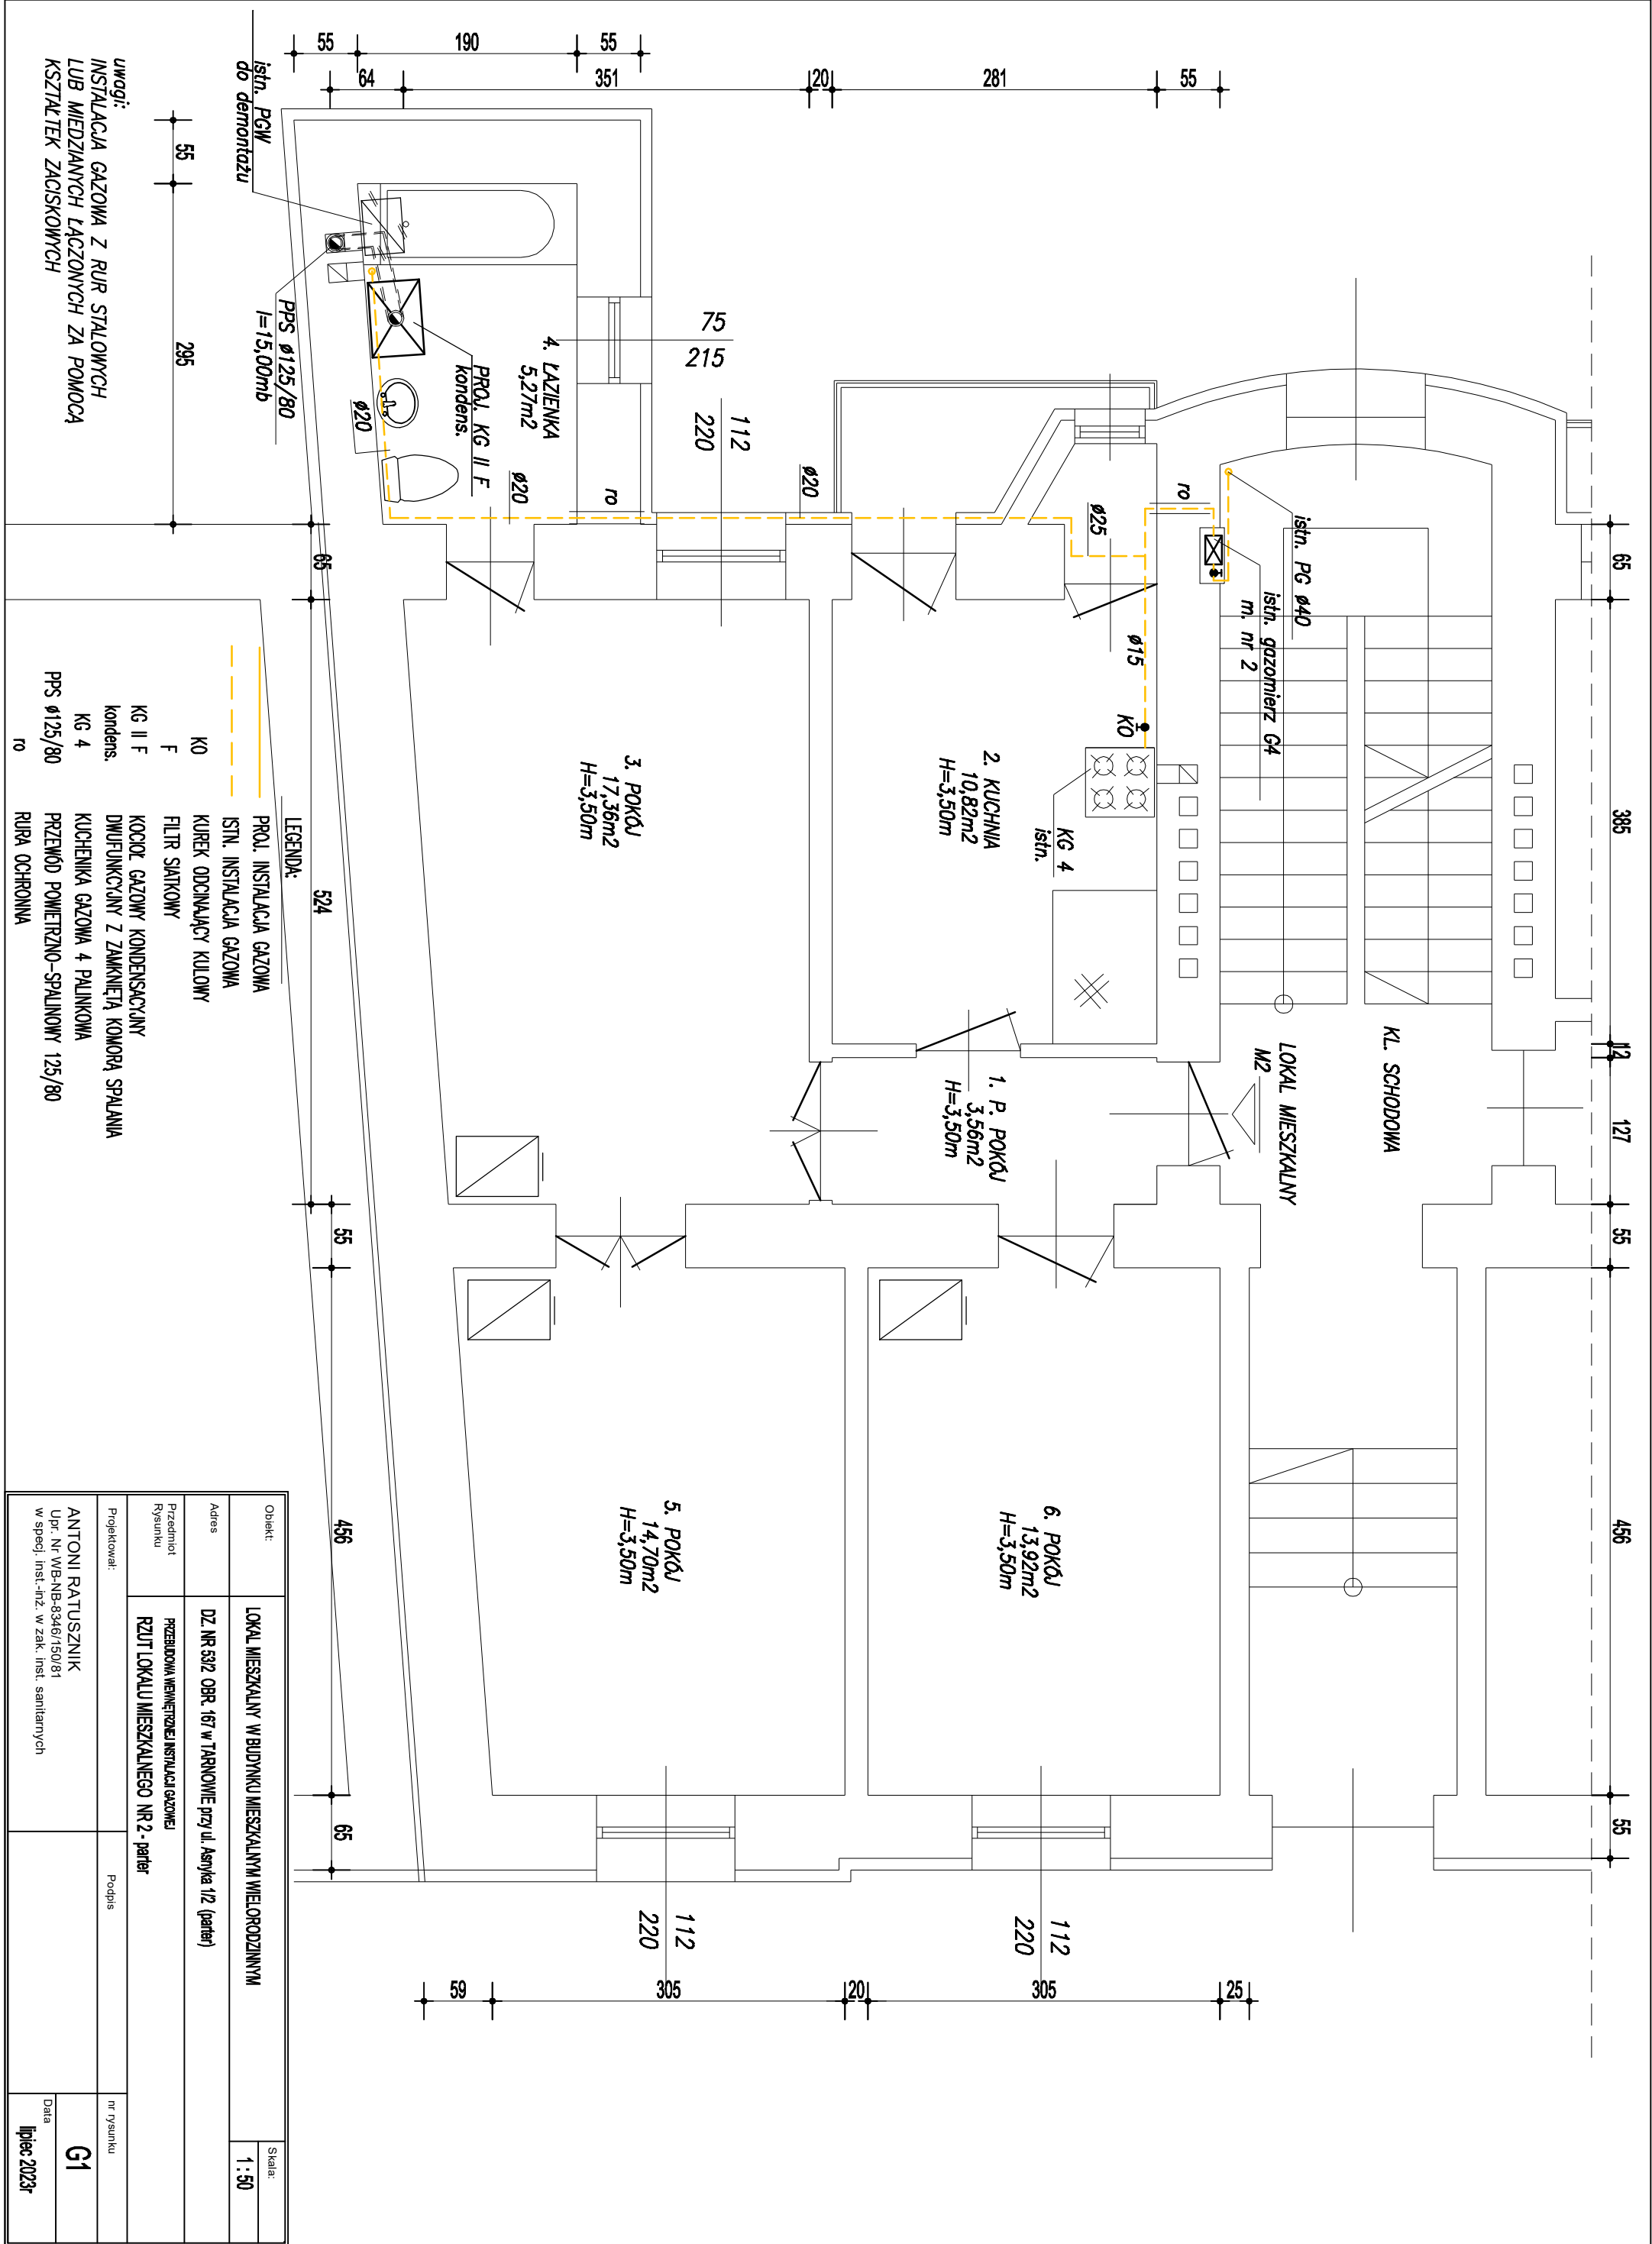 65
385
12
127
55
456
55
istn. PG ø40
istn. gazomierz G4
m. nr 2
KL. SCHODOWA
LOKAL MIESZKALNY
M2
55
281
20
351
64
55
190
55
ro
ø25
ø15
KO
KG 4
istn.
2. KUCHNIA
10,82m2
H=3,50m
1. P. POKÓJ
3,56m2
H=3,50m
6. POKÓJ
13,92m2
H=3,50m
112
220
25
305
20
305
59
75
215
112
220
ø20
ro
ø20
4. ŁAZIENKA
5,27m2
PROJ. KG II F
kondens.
ø20
3. POKÓJ
17,36m2
H=3,50m
5. POKÓJ
14,70m2
H=3,50m
112
220
istn. PGW
do demontażu
PPS ø125/80
l=15,00mb
65
524
55
456
65
55
295
uwagi:
INSTALACJA GAZOWA Z RUR STALOWYCH
LUB MIEDZIANYCH ŁĄCZONYCH ZA POMOCĄ
KSZTAŁTEK ZACISKOWYCH
LEGENDA:
PROJ. INSTALACJA GAZOWA
ISTN. INSTALACJA GAZOWA
KO KUREK ODCINAJĄCY KULOWY
F FILTR SIATKOWY
KG II F KOCIOŁ GAZOWY KONDENSACYJNY
kondens. DWUFUNKCYJNY Z ZAMKNIĘTĄ KOMORĄ SPALANIA
KG 4 KUCHENKA GAZOWA 4 PALINKOWA
PPS ø125/80 PRZEWÓD POWIETRZNO-SPALINOWY 125/80
ro RURA OCHRONNA
Obiekt:
LOKAL MIESZKALNY W BUDYNKU MIESZKALNYM WIELORODZINNYM
Skala:
1 : 50
Adres
DZ. NR 53/2 OBR. 167 w TARNOWIE przy ul. Asnyka 1/2 (parter)
Przedmiot
Rysunku
PRZEBUDOWA WEWNĘTRZNEJ INSTALACJI GAZOWEJ
RZUT LOKALU MIESZKALNEGO NR 2 - parter
Projektował:
Podpis
nr rysunku
ANTONI RATUSZNIK
Upr. Nr WB-NB-8346/150/81
w specj. inst.-inż. w zak. inst. sanitarnych
G1
Data
lipiec 2023r